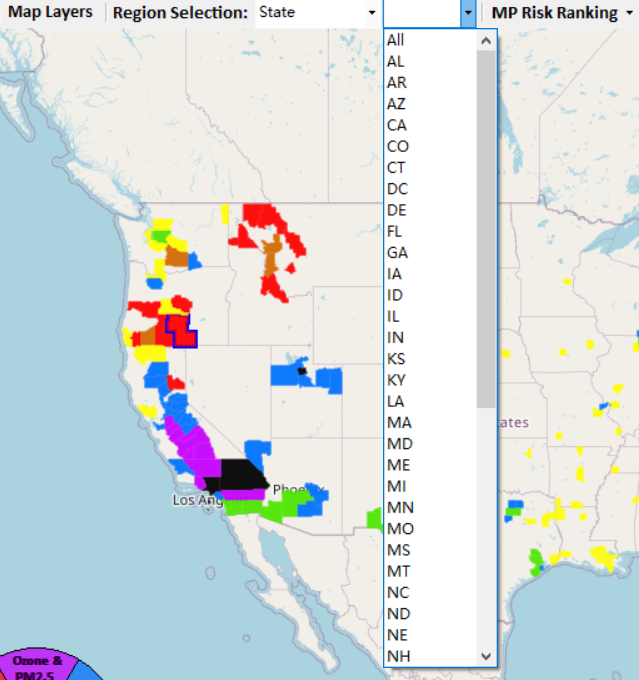 Map Layers Region Selection: State MP Risk Ranking
All
AL
AR
AZ
CA
CO
CT
DC
DE
FL
GA
IA
ID
IL
IN
KS
KY
LA
MA
MD
ME
MI
MN
MO
MS
MT
NC
ND
NE
NH
ates
Phoenix
Los Ang
Ozone &
PM2.5